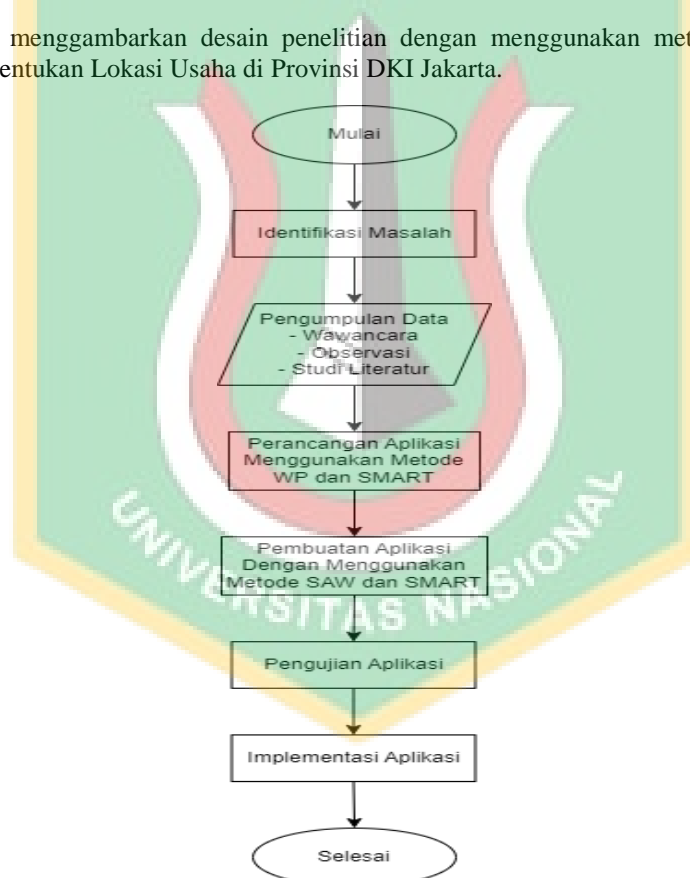 menggambarkan desain penelitian dengan menggunakan
entukan Lokasi Usaha di Provinsi DKI Jakarta.
Mulai
Identifikasi Masalah
Pengumpulan Data
- Wawancara
- Observasi
- Studi Literatur
Perancangan Aplikasi
Menggunakan Metode
WP dan SMART
Pembuatan Aplikasi
Dengan Menggunakan
Metode SAW dan SMART
UNIVERSITAS NASIONAL
Pengujian Aplikasi
Implementasi Aplikasi
Selesai